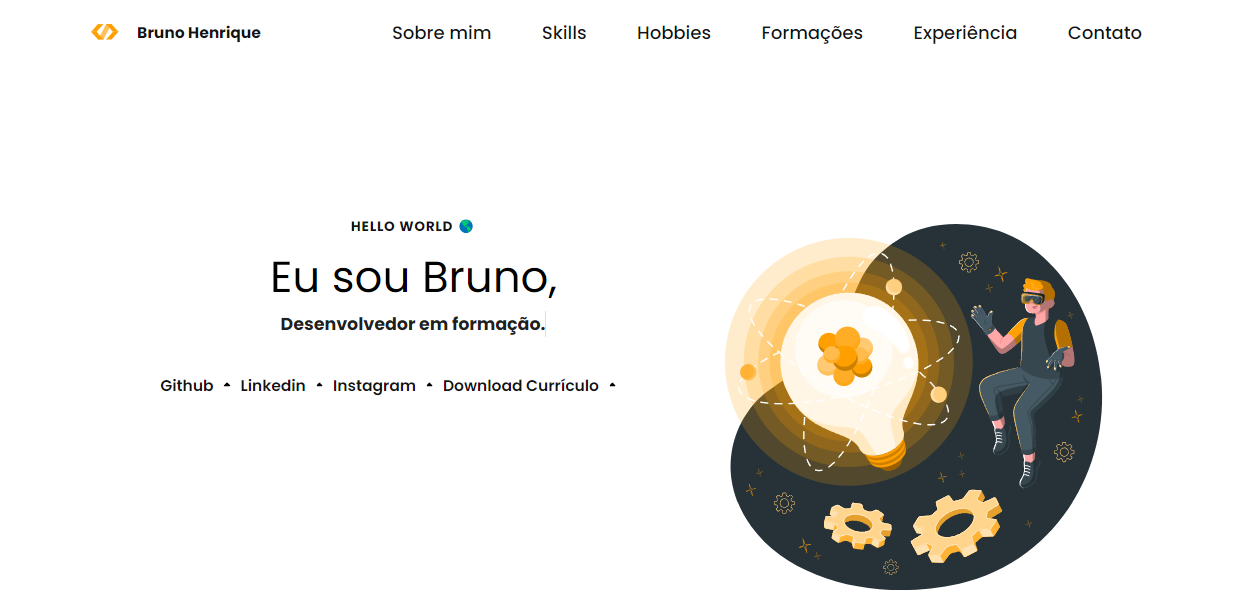 Bruno Henrique Sobre mim Skills Hobbies Formações Experiência Contato
HELLO WORLD 🌎
Eu sou Bruno,
Desenvolvedor em formação.
Github Linkedin Instagram Download Currículo